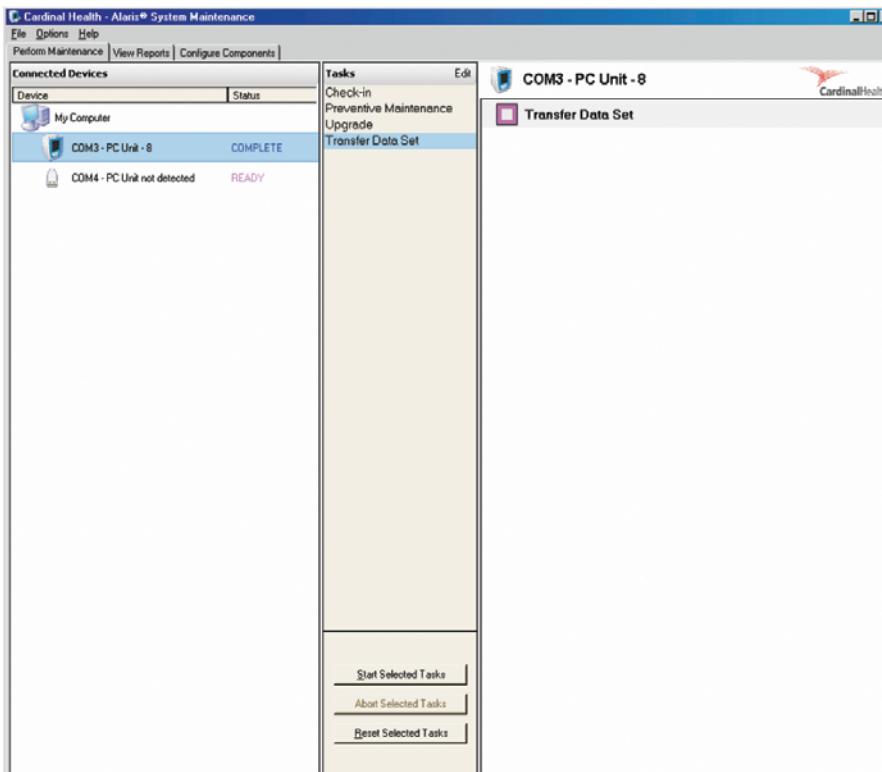 Cardinal Health - Alaris® System Maintenance
File Options Help
Perform Maintenance View Reports Configure Components
Connected Devices
Device Status
My Computer
COM3 - PC Unit - 8 COMPLETE
COM4 - PC Unit not detected READY
Tasks Edit
Check-in
Preventive Maintenance
Upgrade
Transfer Data Set
Start Selected Tasks
Abort Selected Tasks
Reset Selected Tasks
COM3 - PC Unit - 8
CardinalHealt
Transfer Data Set